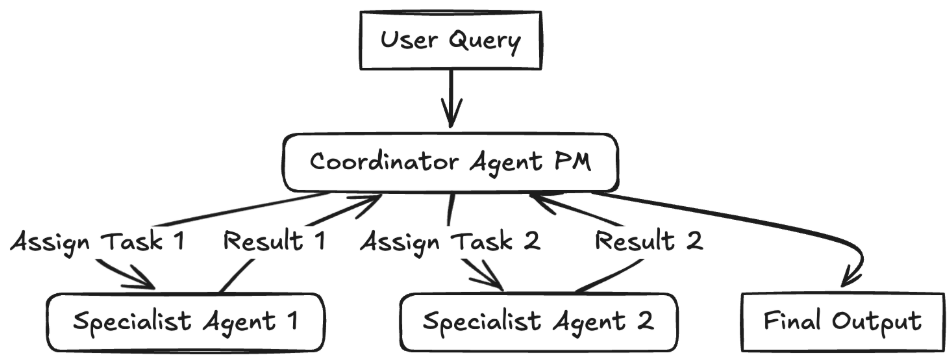 User Query
Coordinator Agent PM
Assign Task 1
Result 1
Assign Task 2
Result 2
Specialist Agent 1
Specialist Agent 2
Final Output